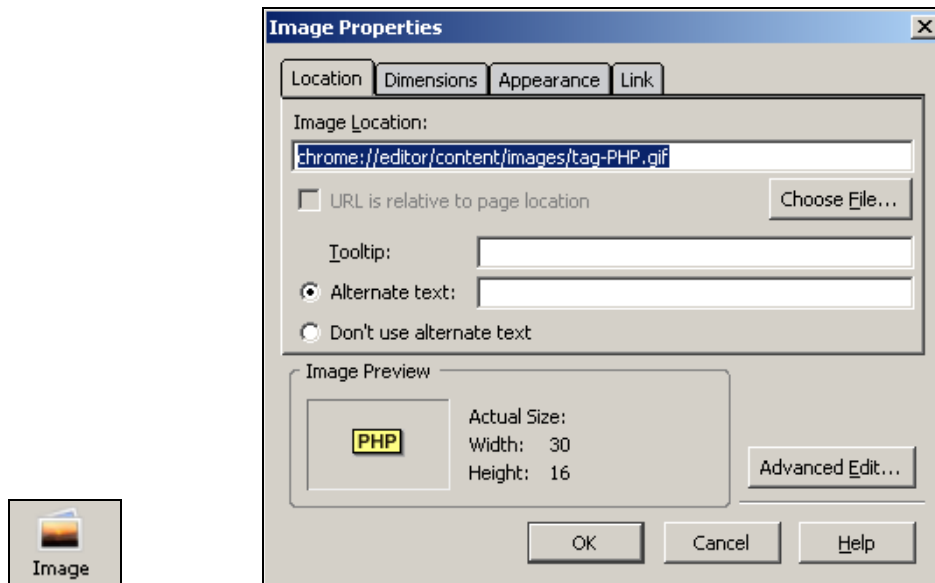 Image Properties
Location Dimensions Appearance Link
Image Location:
chrome://editor/content/images/tag-PHP.gif
URL is relative to page location
Choose File...
Tooltip:
Alternate text:
Don't use alternate text
Image Preview
PHP
Actual Size:
Width: 30
Height: 16
Advanced Edit...
OK Cancel Help
Image